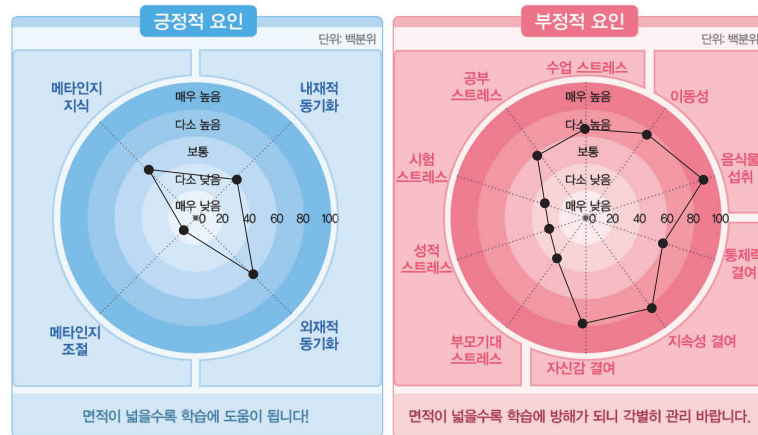 긍정적 요인
단위: 백분위
메타인지
지식
내재적
동기화
매우 높음
다소 높음
보통
다소 낮음
매우 낮음
0 20 40 60 80 100
메타인지
조절
외재적
동기화
면적이 넓을수록 학습에 도움이 됩니다!
부정적 요인
단위: 백분위
수업 스트레스
공부
스트레스
이동성
매우 높음
다소 높음
보통
시험
스트레스
음식물
섭취
다소 낮음
매우 낮음
0 20 40 60 80 100
성적
스트레스
통제력
결여
부모기대
스트레스
지속성 결여
자신감 결여
면적이 넓을수록 학습에 방해가 되니 각별히 관리 바랍니다.